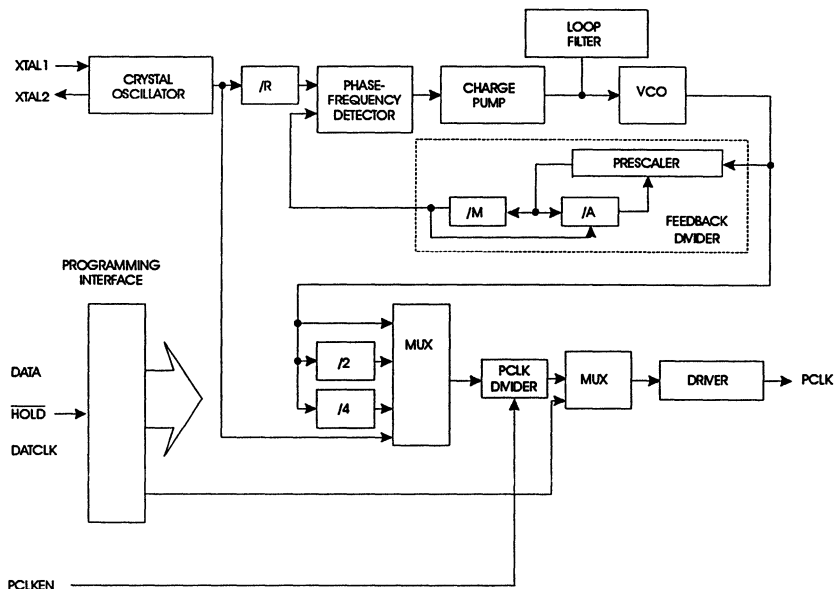 LOOP
FILTER
XTAL1
XTAL2
CRYSTAL
OSCILLATOR
/R
PHASE-
FREQUENCY
DETECTOR
CHARGE
PUMP
VCO
PRESCALER
/M
/A
FEEDBACK
DIVIDER
PROGRAMMING
INTERFACE
DATA
HOLD
DATCLK
/2
/4
MUX
PCLK
DIVIDER
MUX
DRIVER
PCLK
PCLKEN